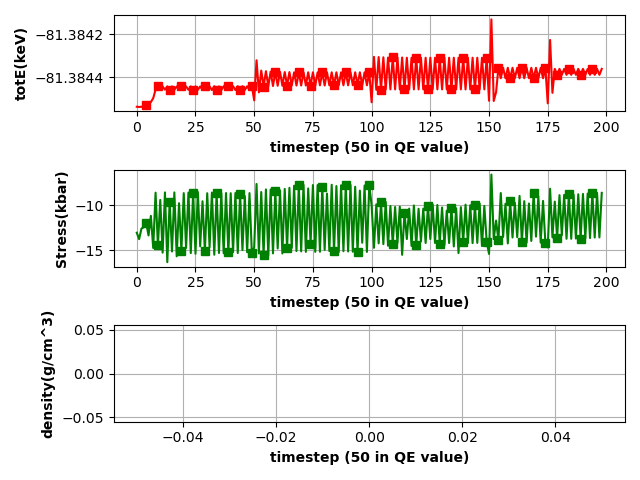 totE(keV)
−81.3842
−81.3844
0 25 50 75 100 125 150 175 200
timestep (50 in QE value)
Stress(kbar)
−10
−15
0 25 50 75 100 125 150 175 200
timestep (50 in QE value)
density(g/cm^3)
0.05
0.00
−0.05
−0.04 −0.02 0.00 0.02 0.04
timestep (50 in QE value)